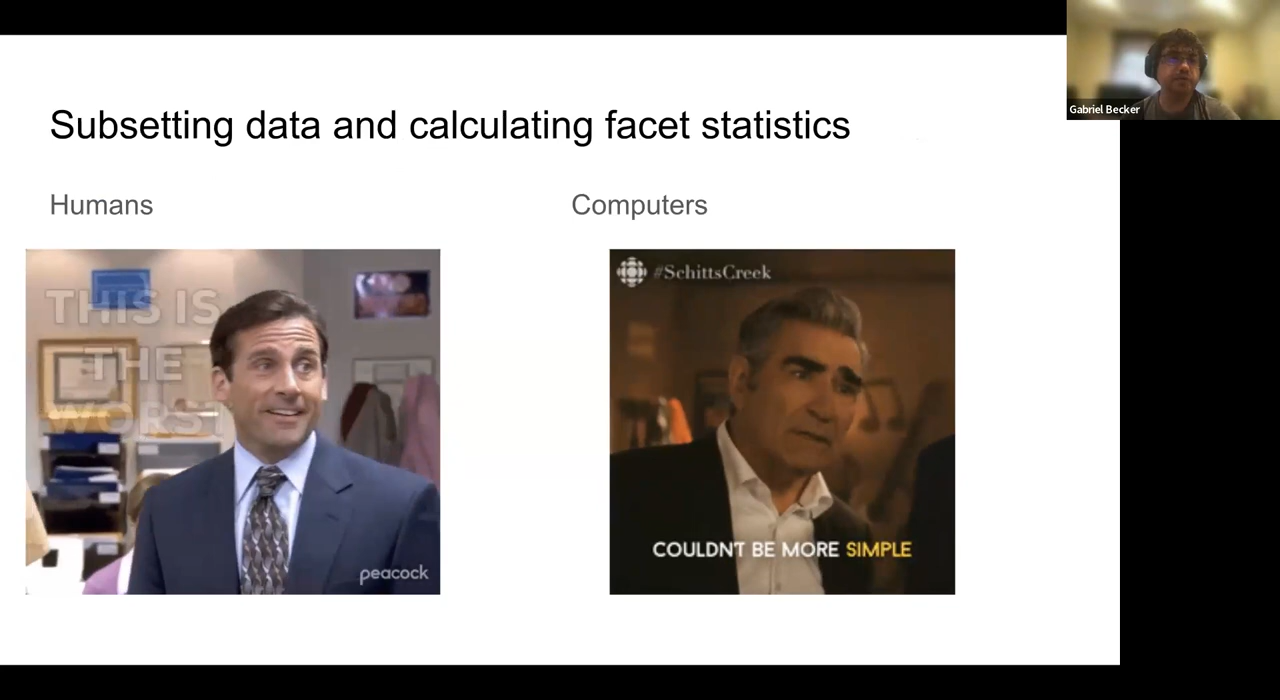 Gabriel Becker
Subsetting data and calculating facet statistics
Humans
Computers
THIS IS
THE
WORST
peacock
#SchittsCreek
COULDN'T BE MORE SIMPLE